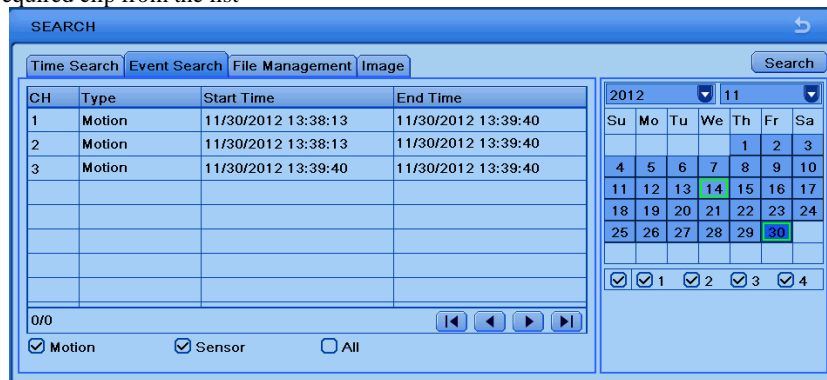 equired clip from the list
SEARCH
Time Search Event Search File Management Image Search
CH Type Start Time End Time
1 Motion 11/30/2012 13:38:13 11/30/2012 13:39:40
2 Motion 11/30/2012 13:38:13 11/30/2012 13:39:40
3 Motion 11/30/2012 13:39:40 11/30/2012 13:39:40
0/0
Motion Sensor All
2012 11
Su Mo Tu We Th Fr Sa
1 2 3
4 5 6 7 8 9 10
11 12 13 14 15 16 17
18 19 20 21 22 23 24
25 26 27 28 29 30
1 2 3 4